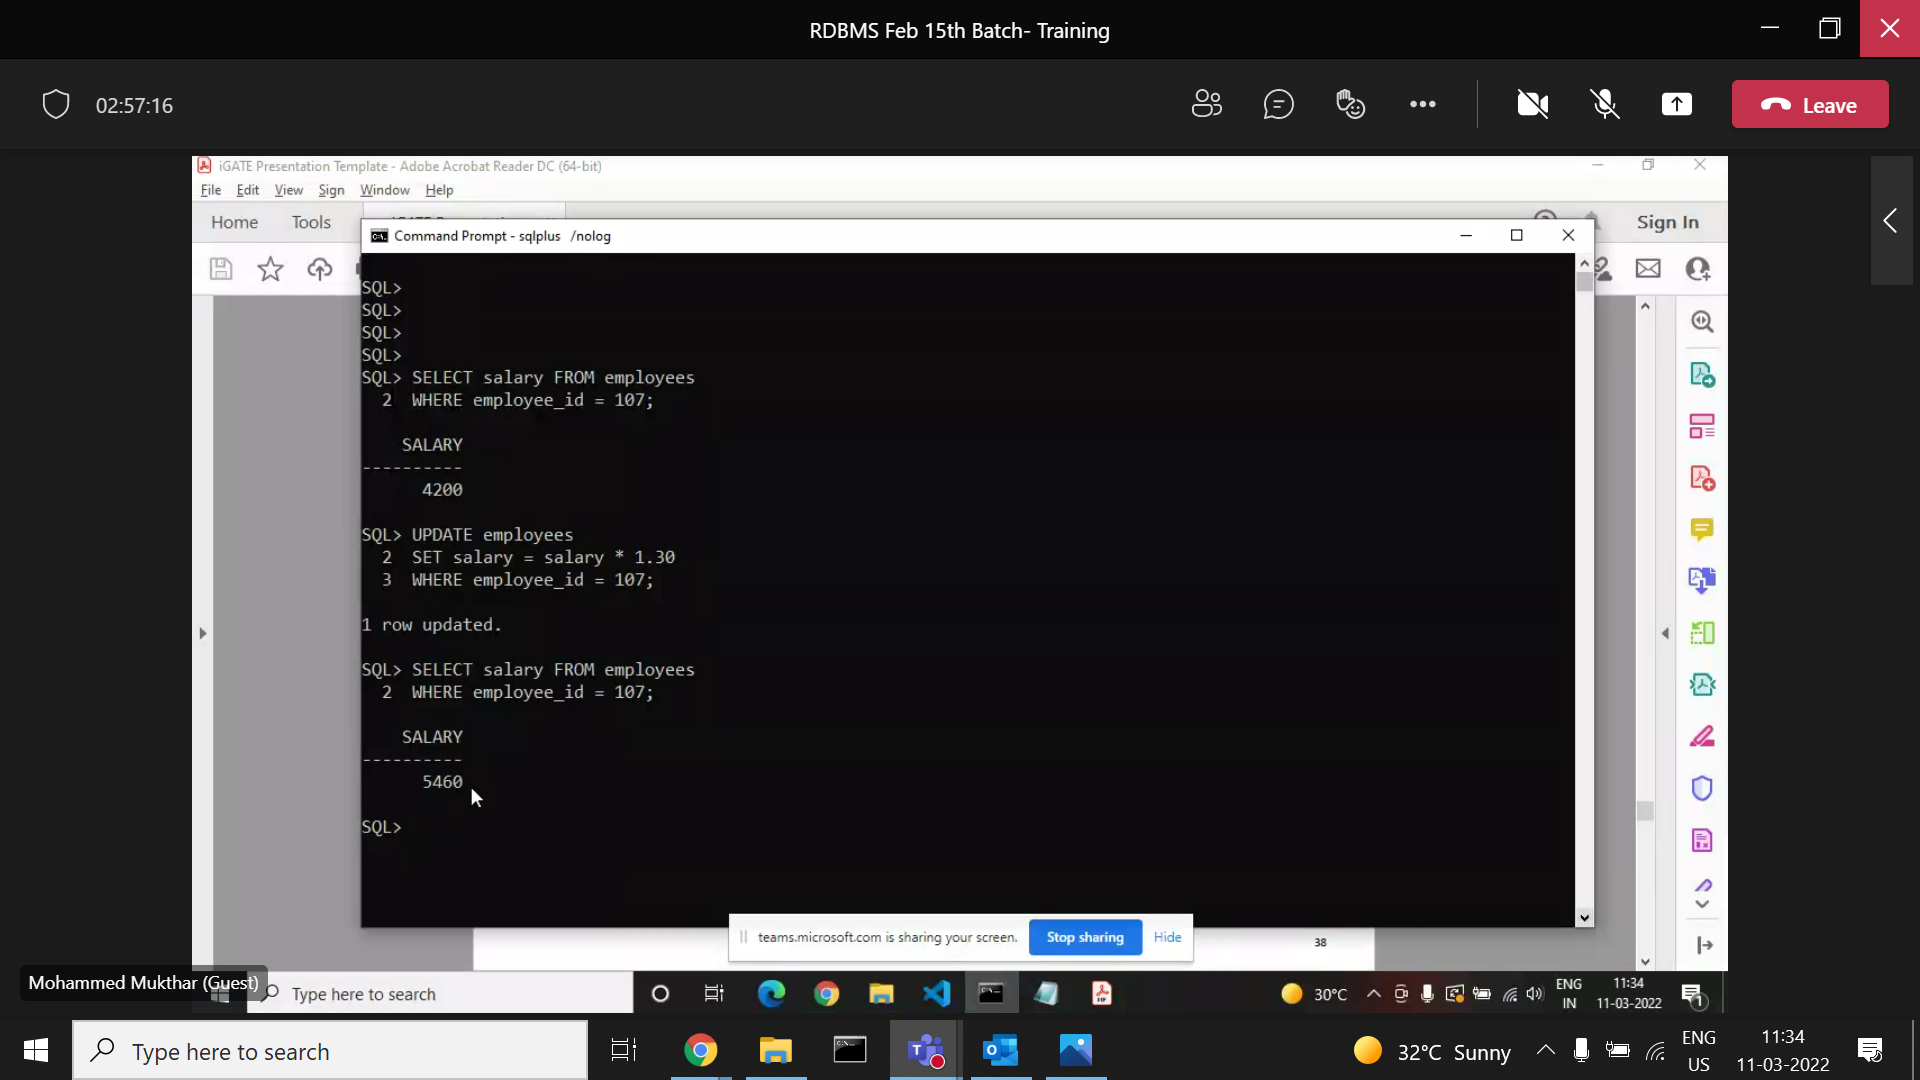 RDBMS Feb 15th Batch- Training
02:57:16
Leave
iGATE Presentation Template - Adobe Acrobat Reader DC (64-bit)
File Edit View Sign Window Help
Home Tools
Sign In
Command Prompt - sqlplus /nolog
SQL>
SQL>
SQL>
SQL>
SQL> SELECT salary FROM employees
2 WHERE employee_id = 107;
SALARY
----------
4200
SQL> UPDATE employees
2 SET salary = salary * 1.30
3 WHERE employee_id = 107;
1 row updated.
SQL> SELECT salary FROM employees
2 WHERE employee_id = 107;
SALARY
----------
5460
SQL>
teams.microsoft.com is sharing your screen. Stop sharing Hide
38
Mohammed Mukthar (Guest)
Type here to search
30°C
ENG
IN
11:34
11-03-2022
1
Type here to search
32°C Sunny
ENG
US
11:34
11-03-2022